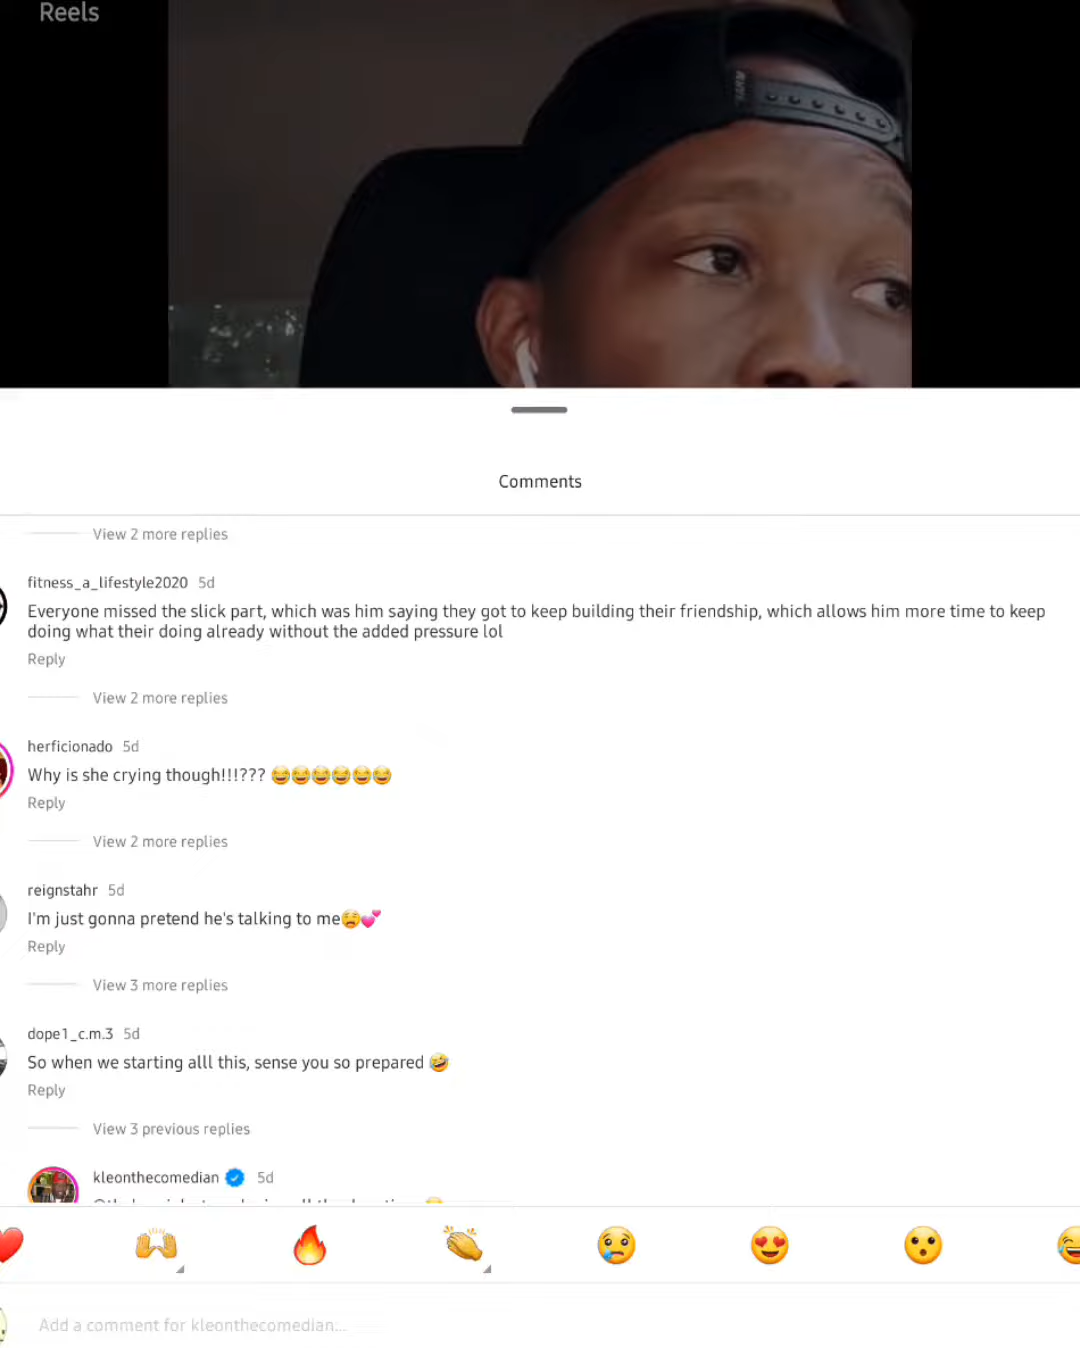 Reels
Comments
View 2 more replies
fitness_a_lifestyle2020 5d
Everyone missed the slick part, which was him saying they got to keep building their friendship, which allows him more time to keep
doing what their doing already without the added pressure lol
Reply
View 2 more replies
herficionado 5d
Why is she crying though!!!??? 😂😂😂😂😂😂
Reply
View 2 more replies
reignstahr 5d
I'm just gonna pretend he's talking to me😫💕
Reply
View 3 more replies
dope1_c.m.3 5d
So when we starting alll this, sense you so prepared 🤣
Reply
View 3 previous replies
kleonthecomedian 5d
Add a comment for kleonthecomedian...